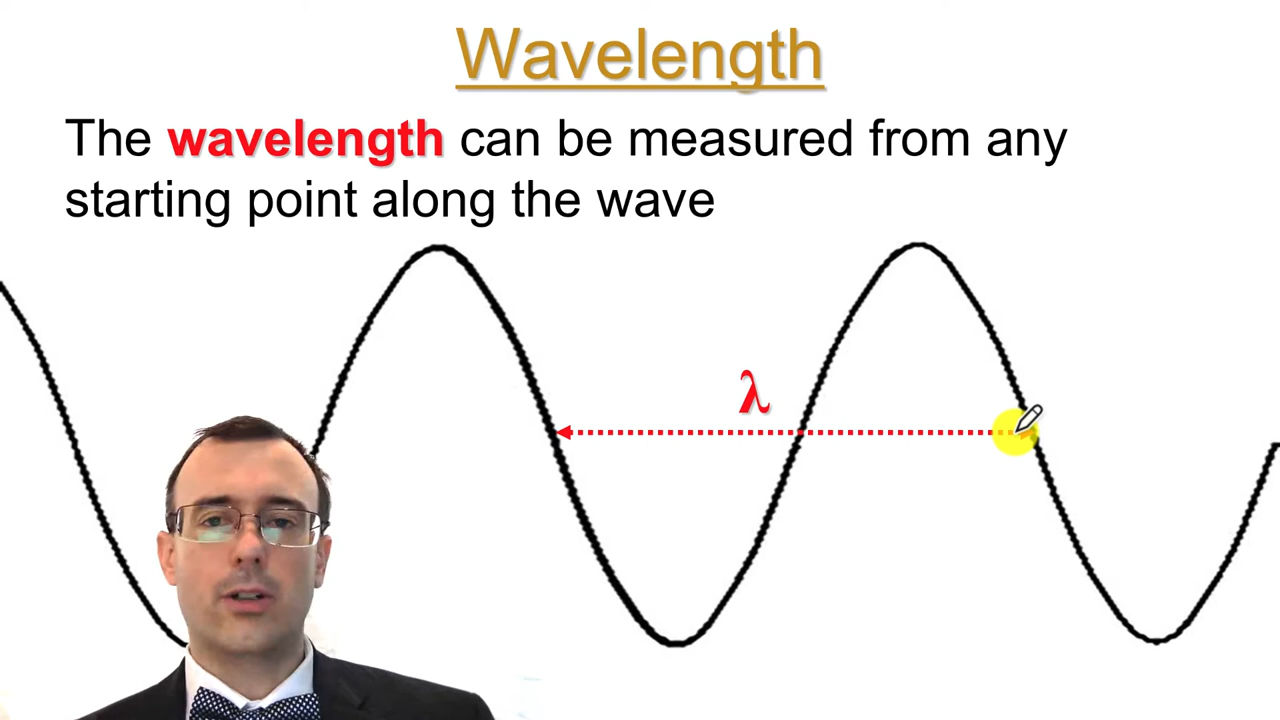 Wavelength
The wavelength can be measured from any
starting point along the wave
λ